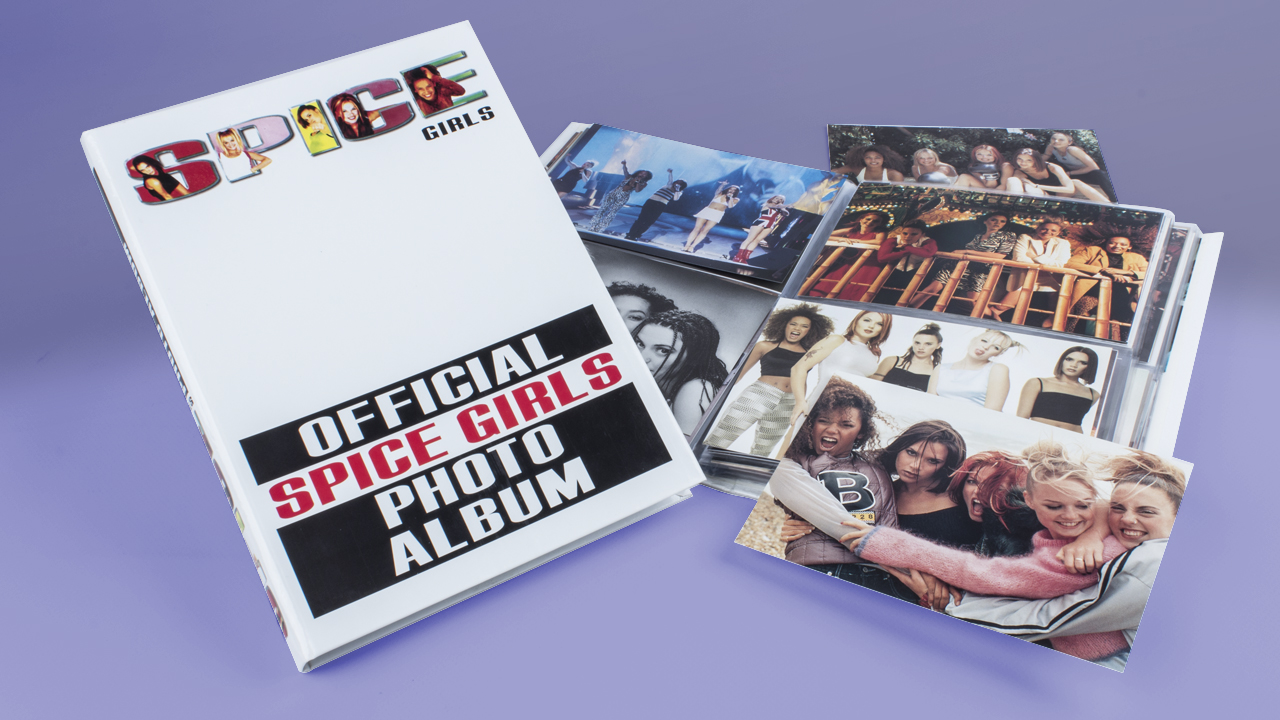 SPICE
GIRLS
OFFICIAL
SPICE GIRLS
PHOTO
ALBUM
B